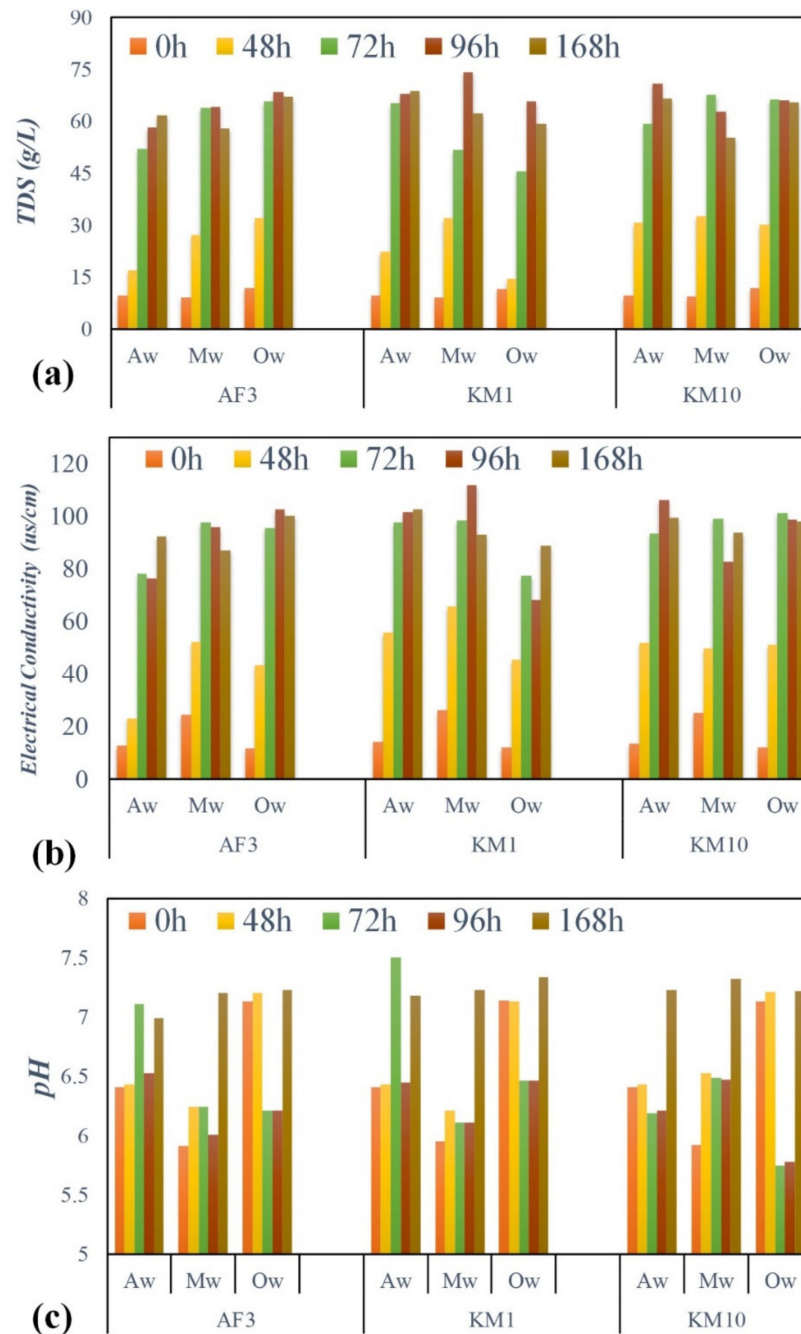 90
0h 48h 72h 96h 168h
75
60
45
30
15
0
TDS (g/L)
Aw Mw Ow Aw Mw Ow Aw Mw Ow
AF3 KM1 KM10
(a)
0h 48h 72h 96h 168h
120
100
80
60
40
20
0
Electrical Conductivity (us/cm)
Aw Mw Ow Aw Mw Ow Aw Mw Ow
AF3 KM1 KM10
(b)
8
0h 48h 72h 96h 168h
7.5
7
6.5
6
5.5
5
pH
Aw Mw Ow Aw Mw Ow Aw Mw Ow
AF3 KM1 KM10
(c)